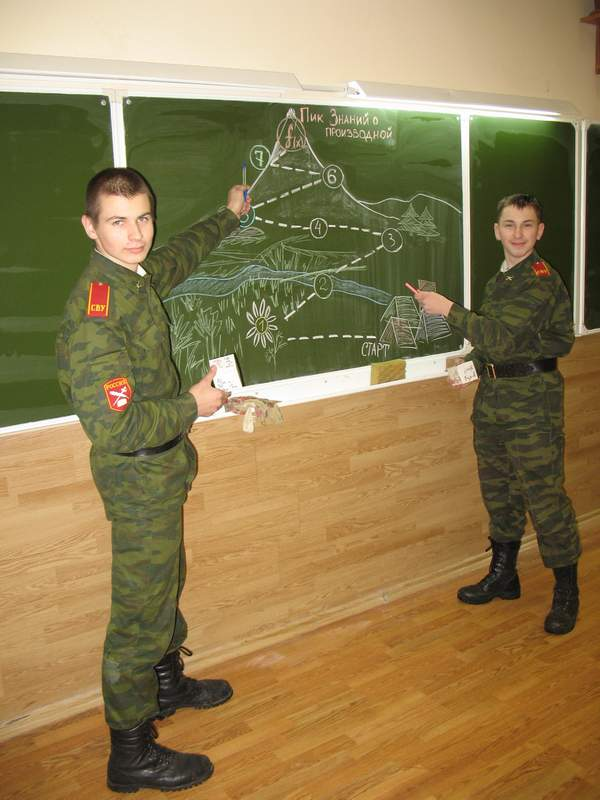 Пик Знаний о
производной
f(x)
7
6
4
3
2
1
СТАРТ
СВУ
РОССИЯ